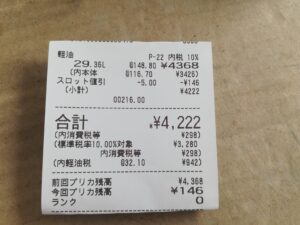 軽油 P-22 内税 10%
29.36L @148.80 ¥4368
(内本体 @116.70 ¥3426)
スロット値引 -5.00 -¥146
(小計) ¥4222
00216.00
合計 ¥4,222
(内消費税等 ¥298)
(標準税率10.00%対象 ¥3,280
内消費税等 ¥298)
(内軽油税 @32.10 ¥942)
前回プリカ残高 ¥4,368
今回プリカ残高 ¥146
ランク 0